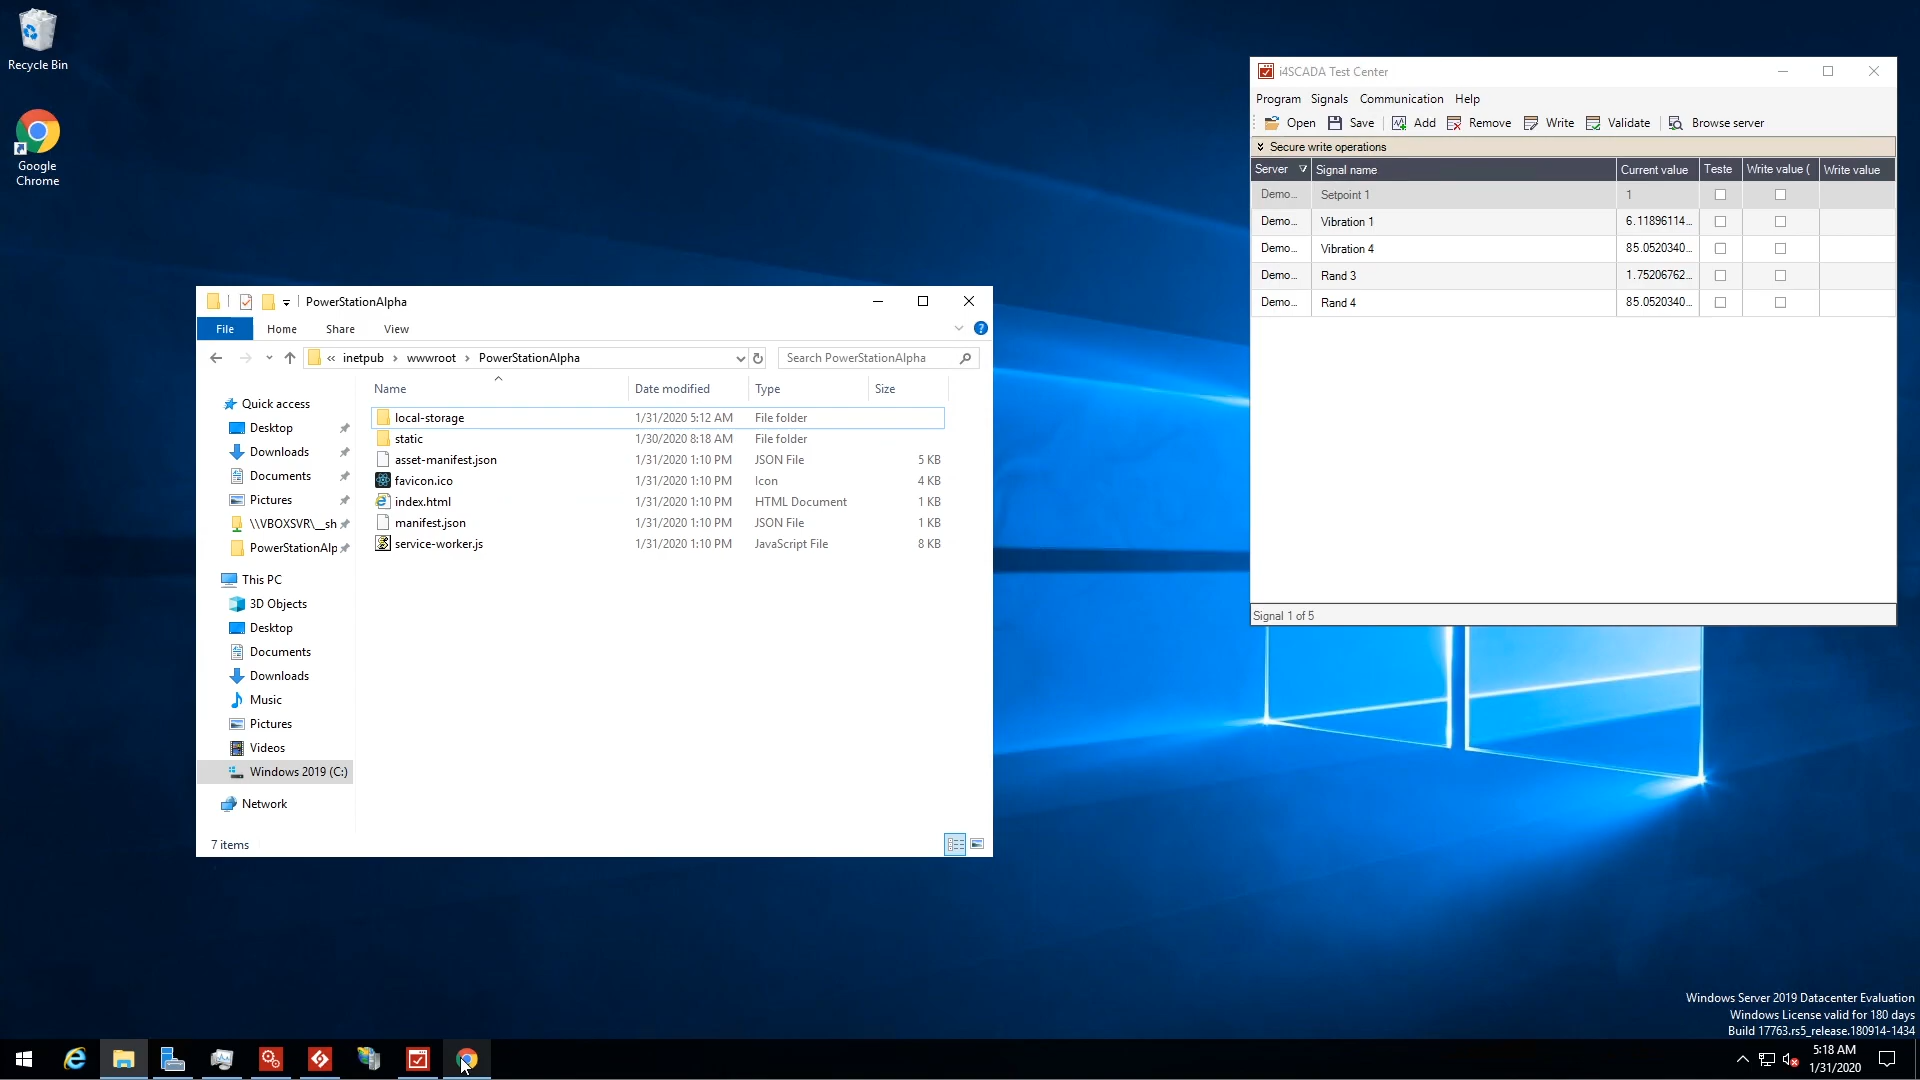 Recycle Bin
Google
Chrome
i4SCADA Test Center
Program Signals Communication Help
Open Save Add Remove Write Validate Browse server
Secure write operations
Server Signal name Current value Teste Write value ( Write value
Demo... Setpoint 1 1
Demo... Vibration 1 6.11896114...
Demo... Vibration 4 85.0520340...
Demo... Rand 3 1.75206762...
Demo... Rand 4 85.0520340...
Signal 1 of 5
PowerStationAlpha
File Home Share View
« inetpub › wwwroot › PowerStationAlpha Search PowerStationAlpha
Name Date modified Type Size
local-storage 1/31/2020 5:12 AM File folder
static 1/30/2020 8:18 AM File folder
asset-manifest.json 1/31/2020 1:10 PM JSON File 5 KB
favicon.ico 1/31/2020 1:10 PM Icon 4 KB
index.html 1/31/2020 1:10 PM HTML Document 1 KB
manifest.json 1/31/2020 1:10 PM JSON File 1 KB
service-worker.js 1/31/2020 1:10 PM JavaScript File 8 KB
Quick access
Desktop
Downloads
Documents
Pictures
\\VBOXSVR\__sh
PowerStationAlp
This PC
3D Objects
Desktop
Documents
Downloads
Music
Pictures
Videos
Windows 2019 (C:)
Network
7 items
Windows Server 2019 Datacenter Evaluation
Windows License valid for 180 days
Build 17763.rs5_release.180914-1434
5:18 AM
1/31/2020